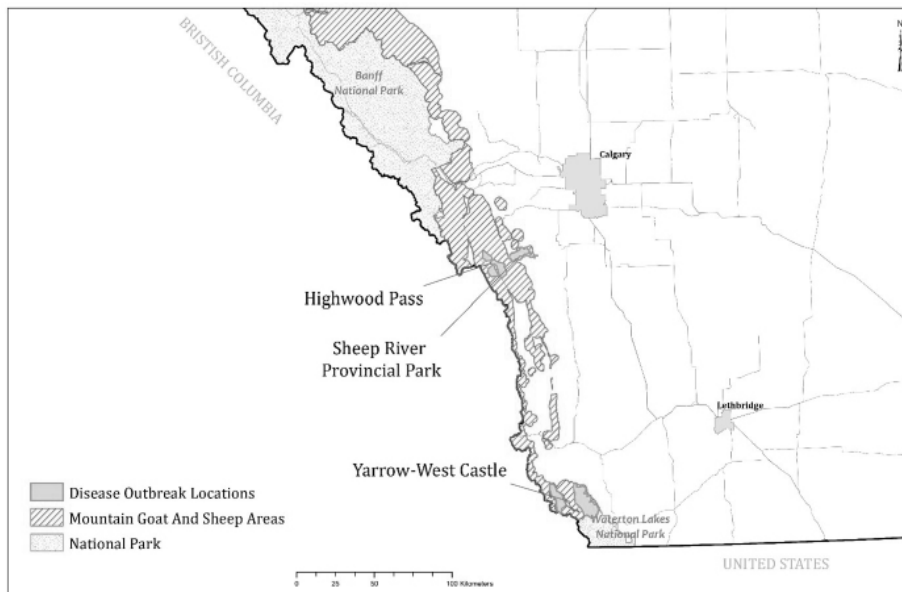 BRISTISH COLUMBIA
Banff
National Park
N
Calgary
Highwood Pass
Sheep River
Provincial Park
Lethbridge
Yarrow-West Castle
Disease Outbreak Locations
Mountain Goat And Sheep Areas
National Park
Waterton Lakes
National Park
UNITED STATES
0 25 50 100 Kilometers